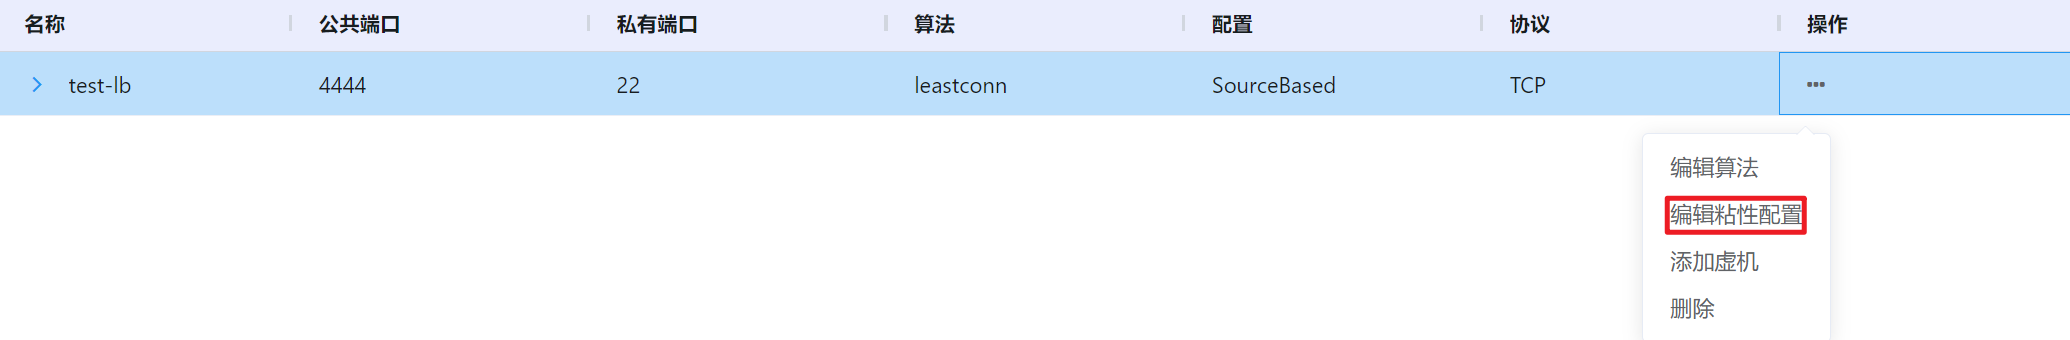 名称 公共端口 私有端口 算法 配置 协议 操作
test-lb 4444 22 leastconn SourceBased TCP
编辑算法
编辑粘性配置
添加虚机
删除